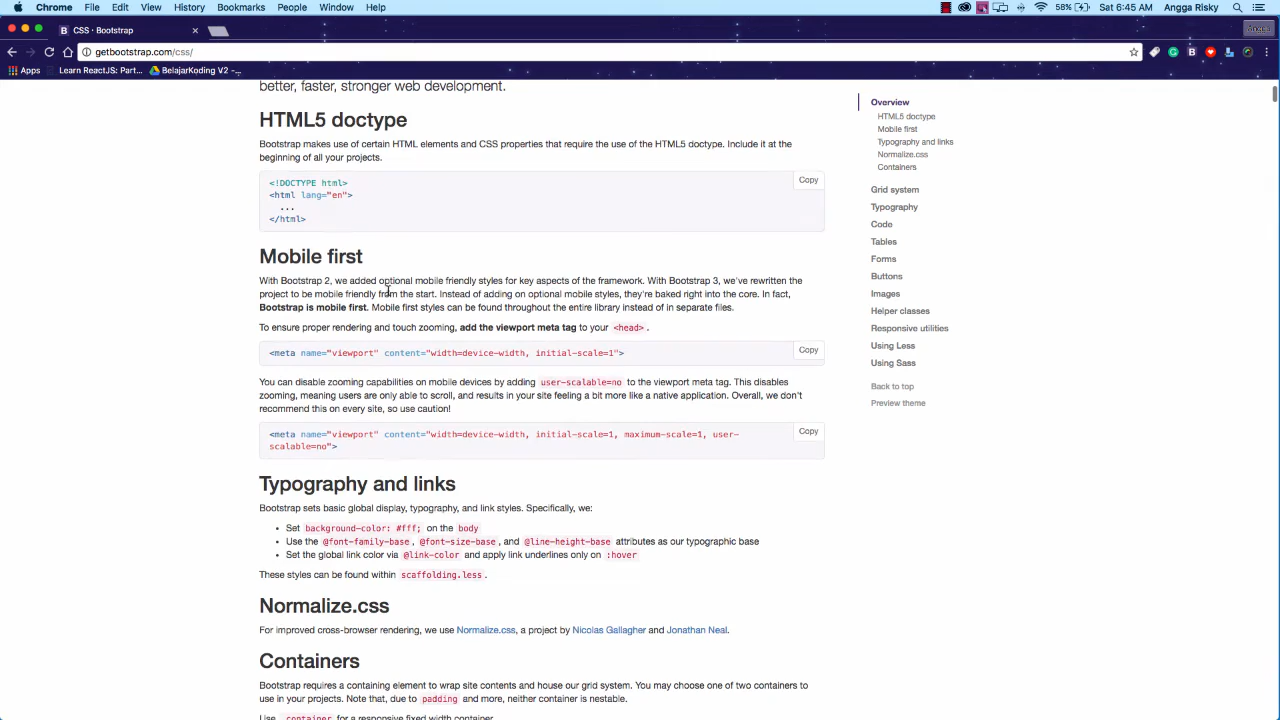 Chrome File Edit View History Bookmarks People Window Help 58% Sat 6:45 AM Angga Risky
CSS · Bootstrap
getbootstrap.com/css/
Apps Learn ReactJS: Part... BelajarKoding V2 -...
better, faster, stronger web development.
HTML5 doctype
Bootstrap makes use of certain HTML elements and CSS properties that require the use of the HTML5 doctype. Include it at the
beginning of all your projects.
Copy
<!DOCTYPE html>
<html lang="en">
...
</html>
Mobile first
With Bootstrap 2, we added optional mobile friendly styles for key aspects of the framework. With Bootstrap 3, we've rewritten the
project to be mobile friendly from the start. Instead of adding on optional mobile styles, they're baked right into the core. In fact,
Bootstrap is mobile first. Mobile first styles can be found throughout the entire library instead of in separate files.
To ensure proper rendering and touch zooming, add the viewport meta tag to your <head>.
Copy
<meta name="viewport" content="width=device-width, initial-scale=1">
You can disable zooming capabilities on mobile devices by adding user-scalable=no to the viewport meta tag. This disables
zooming, meaning users are only able to scroll, and results in your site feeling a bit more like a native application. Overall, we don't
recommend this on every site, so use caution!
Copy
<meta name="viewport" content="width=device-width, initial-scale=1, maximum-scale=1, user-
scalable=no">
Typography and links
Bootstrap sets basic global display, typography, and link styles. Specifically, we:
• Set background-color: #fff; on the body
• Use the @font-family-base, @font-size-base, and @line-height-base attributes as our typographic base
• Set the global link color via @link-color and apply link underlines only on :hover
These styles can be found within scaffolding.less.
Normalize.css
For improved cross-browser rendering, we use Normalize.css, a project by Nicolas Gallagher and Jonathan Neal.
Containers
Bootstrap requires a containing element to wrap site contents and house our grid system. You may choose one of two containers to
use in your projects. Note that, due to padding and more, neither container is nestable.
Use .container for a responsive fixed width container.
Overview
HTML5 doctype
Mobile first
Typography and links
Normalize.css
Containers
Grid system
Typography
Code
Tables
Forms
Buttons
Images
Helper classes
Responsive utilities
Using Less
Using Sass
Back to top
Preview theme